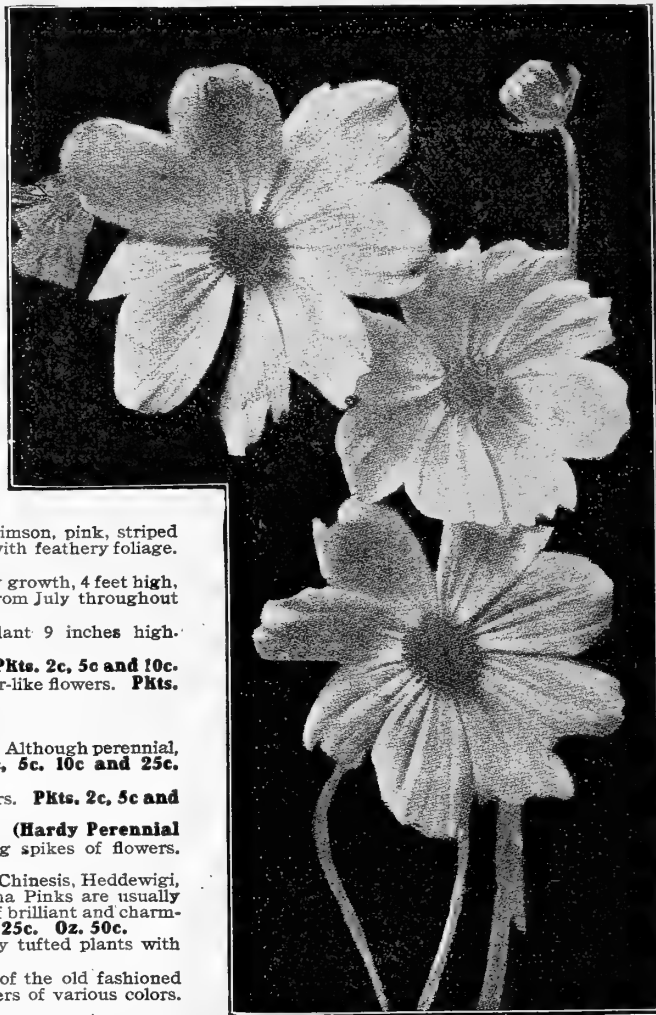 imson, pink, striped
ith feathery foliage.
growth, 4 feet high,
rom July throughout
lant 9 inches high.
Pkts. 2c, 5c and 10c.
r-like flowers. Pkts.
Although perennial,
, 5c. 10c and 25c.
rs. Pkts. 2c, 5c and
(Hardy Perennial
g spikes of flowers.
Chinesis, Heddewigi,
na Pinks are usually
f brilliant and charm-
25c. Oz. 50c.
y tufted plants with
of the old fashioned
ers of various colors.